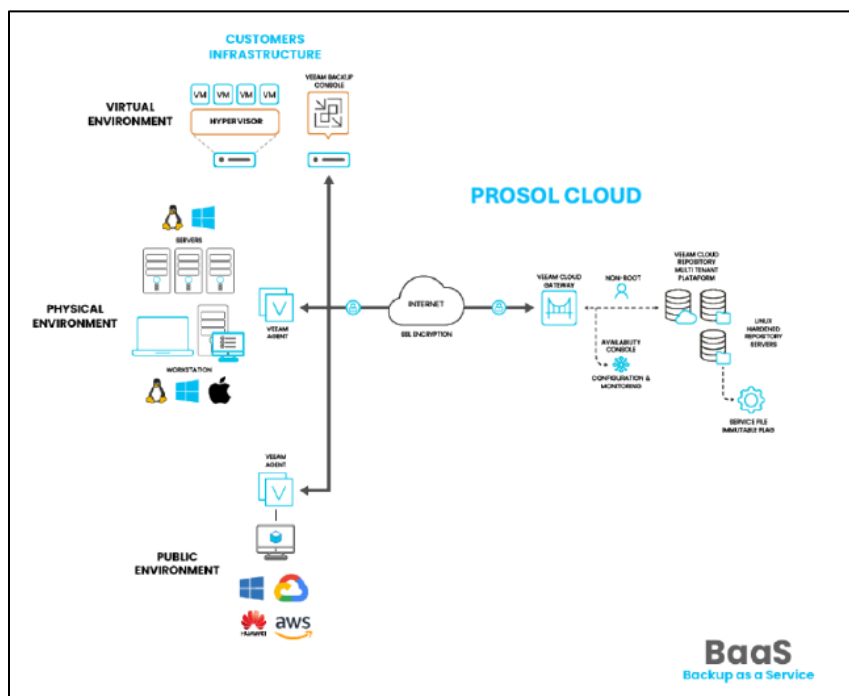 CUSTOMERS
INFRASTRUCTURE
VIRTUAL
ENVIRONMENT
VM VM VM VM
HYPERVISOR
VEEAM BACKUP
CONSOLE
PROSOL CLOUD
SERVERS
PHYSICAL
ENVIRONMENT
VEEAM
AGENT
WORKSTATION
INTERNET
SSL ENCRYPTION
VEEAM CLOUD
GATEWAY
NON-ROOT
VEEAM CLOUD
REPOSITORY
MULTI TENANT
PLATAFORM
LINUX
HARDENED
REPOSITORY
SERVERS
AVAILABILITY
CONSOLE
CONFIGURATION &
MONITORING
SERVICE FILE
IMMUTABLE FLAG
VEEAM
AGENT
PUBLIC
ENVIRONMENT
HUAWEI
aws
BaaS
Backup as a Service